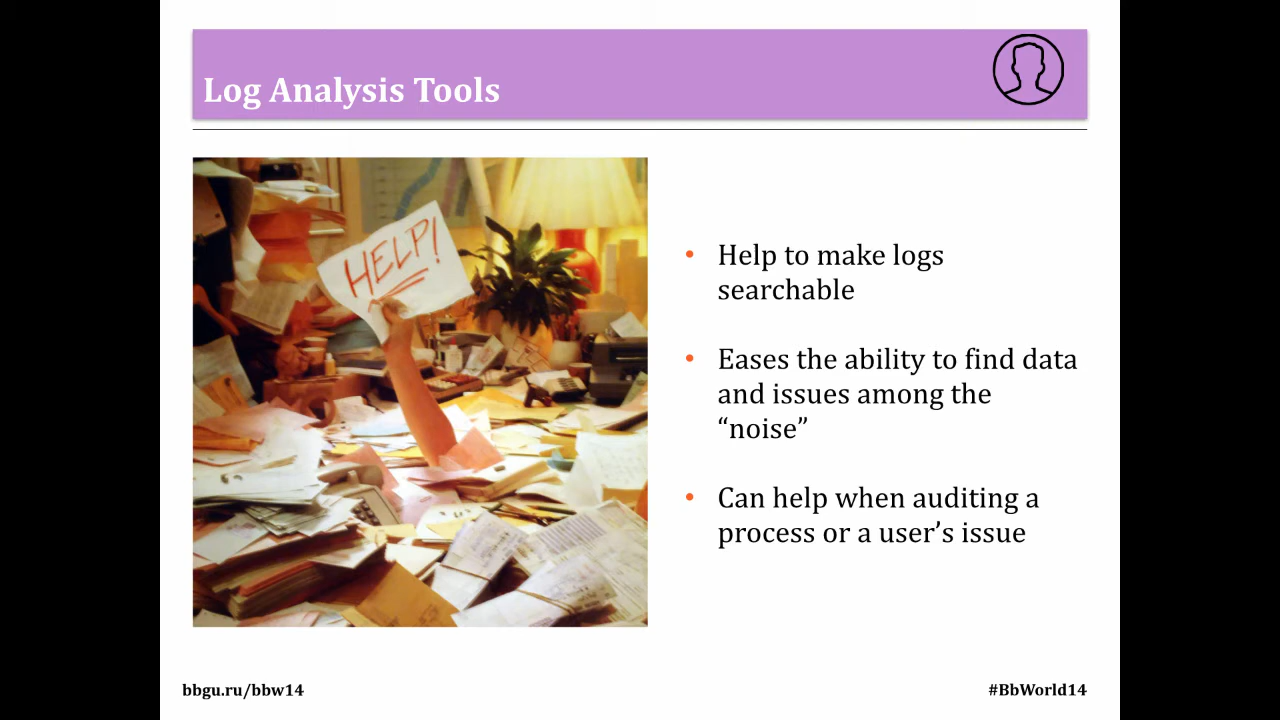 Log Analysis Tools
HELP!
• Help to make logs
searchable
• Eases the ability to find data
and issues among the
“noise”
• Can help when auditing a
process or a user’s issue
bbgu.ru/bbw14
#BbWorld14